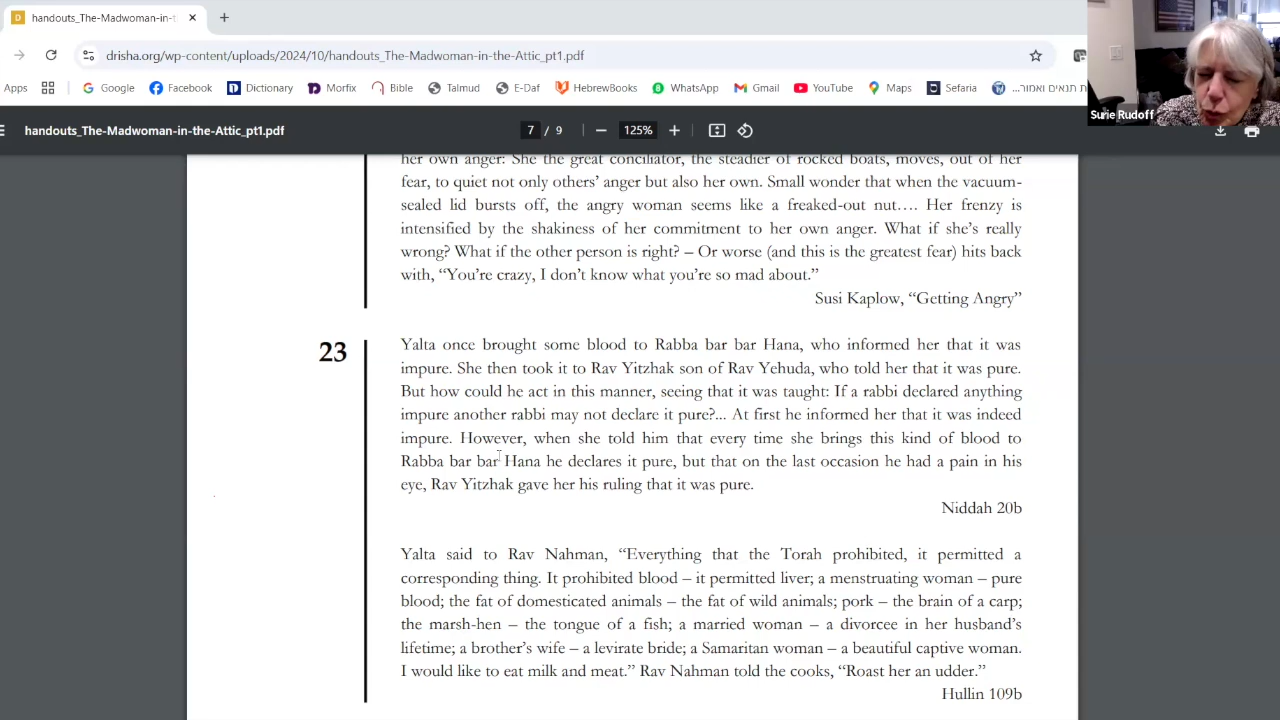 handouts_The-Madwoman-in-t
drisha.org/wp-content/uploads/2024/10/handouts_The-Madwoman-in-the-Attic_pt1.pdf
Apps Google Facebook Dictionary Morfix Bible Talmud E-Daf HebrewBooks WhatsApp Gmail YouTube Maps Sefaria ת תנאים ואמור...
handouts_The-Madwoman-in-the-Attic_pt1.pdf 7 / 9 125%
Surie Rudoff
her own anger: She the great conciliator, the steadier of rocked boats, moves, out of her
fear, to quiet not only others’ anger but also her own. Small wonder that when the vacuum-
sealed lid bursts off, the angry woman seems like a freaked-out nut…. Her frenzy is
intensified by the shakiness of her commitment to her own anger. What if she’s really
wrong? What if the other person is right? – Or worse (and this is the greatest fear) hits back
with, “You’re crazy, I don’t know what you’re so mad about.”
Susi Kaplow, “Getting Angry”
23
Yalta once brought some blood to Rabba bar bar Hana, who informed her that it was
impure. She then took it to Rav Yitzhak son of Rav Yehuda, who told her that it was pure.
But how could he act in this manner, seeing that it was taught: If a rabbi declared anything
impure another rabbi may not declare it pure?... At first he informed her that it was indeed
impure. However, when she told him that every time she brings this kind of blood to
Rabba bar bar Hana he declares it pure, but that on the last occasion he had a pain in his
eye, Rav Yitzhak gave her his ruling that it was pure.
Niddah 20b
Yalta said to Rav Nahman, “Everything that the Torah prohibited, it permitted a
corresponding thing. It prohibited blood – it permitted liver; a menstruating woman – pure
blood; the fat of domesticated animals – the fat of wild animals; pork – the brain of a carp;
the marsh-hen – the tongue of a fish; a married woman – a divorcee in her husband’s
lifetime; a brother’s wife – a levirate bride; a Samaritan woman – a beautiful captive woman.
I would like to eat milk and meat.” Rav Nahman told the cooks, “Roast her an udder.”
Hullin 109b